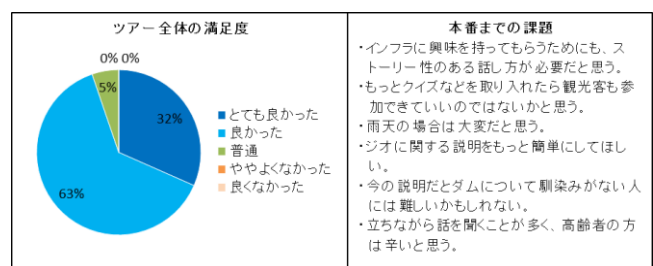 ツアー全体の満足度
0% 0%
5%
32%
63%
とても良かった
良かった
普通
ややよくなかった
良くなかった
本番までの課題
・インフラに興味を持ってもらうためにも、ス
トーリー性のある話し方が必要だと思う。
・もっとクイズなどを取り入れたら観光客も参
加できていいのではないかと思う。
・雨天の場合は大変だと思う。
・ジオに関する説明をもっと簡単にしてほし
い。
・今の説明だとダムについて馴染みがない人
には難しいかもしれない。
・立ちながら話を聞くことが多く、高齢者の方
は辛いと思う。